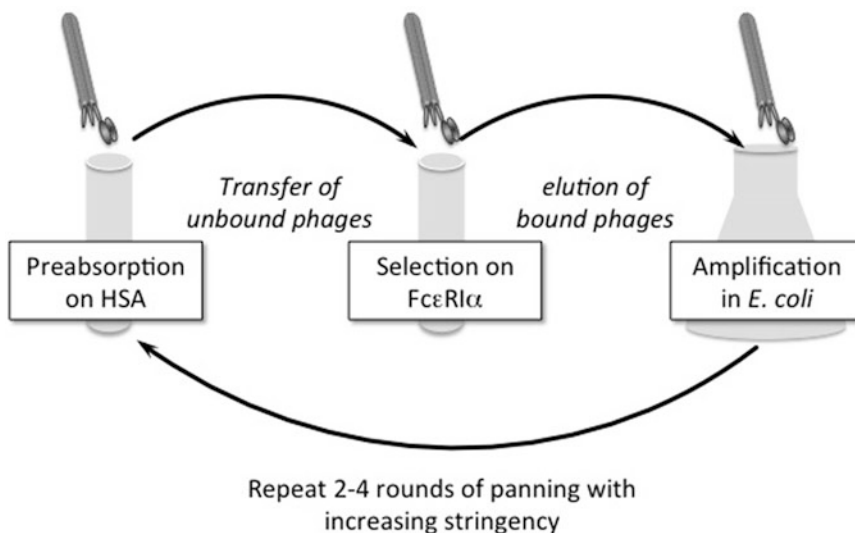 Transfer of
unbound phages
elution of
bound phages
Preabsorption
on HSA
Selection on
FcεRIα
Amplification
in E. coli
Repeat 2-4 rounds of panning with
increasing stringency